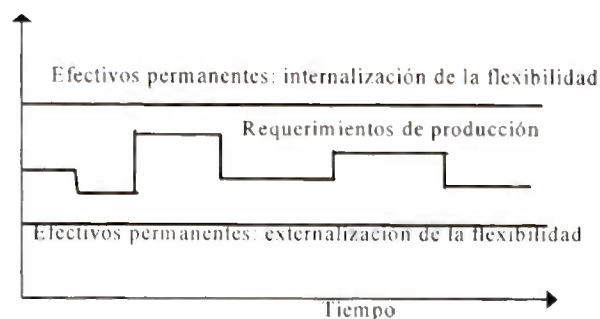 Efectivos permanentes: internalización de la flexibilidad
Requerimientos de producción
Efectivos permanentes: externalización de la flexibilidad
Tiempo